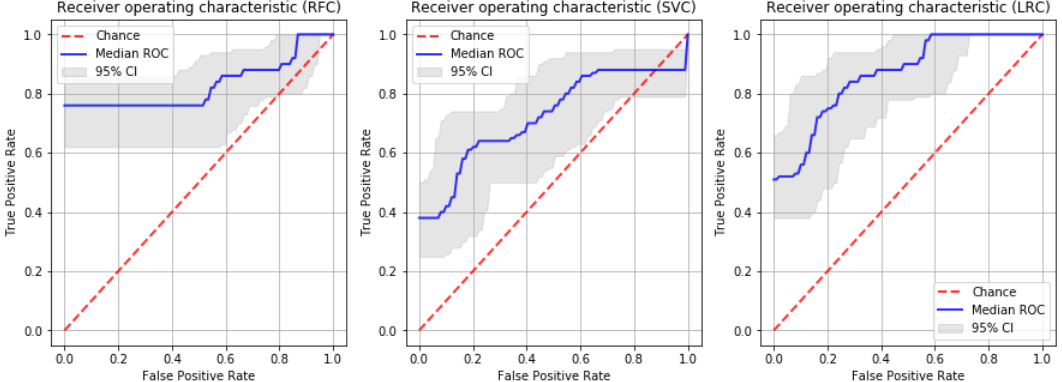 Receiver operating characteristic (RFC)
1.0
0.8
0.6
0.4
0.2
0.0
True Positive Rate
Chance
Median ROC
95% CI
0.0 0.2 0.4 0.6 0.8 1.0
False Positive Rate
Receiver operating characteristic (SVC)
1.0
0.8
0.6
0.4
0.2
0.0
True Positive Rate
Chance
Median ROC
95% CI
0.0 0.2 0.4 0.6 0.8 1.0
False Positive Rate
Receiver operating characteristic (LRC)
1.0
0.8
0.6
0.4
0.2
0.0
True Positive Rate
Chance
Median ROC
95% CI
0.0 0.2 0.4 0.6 0.8 1.0
False Positive Rate